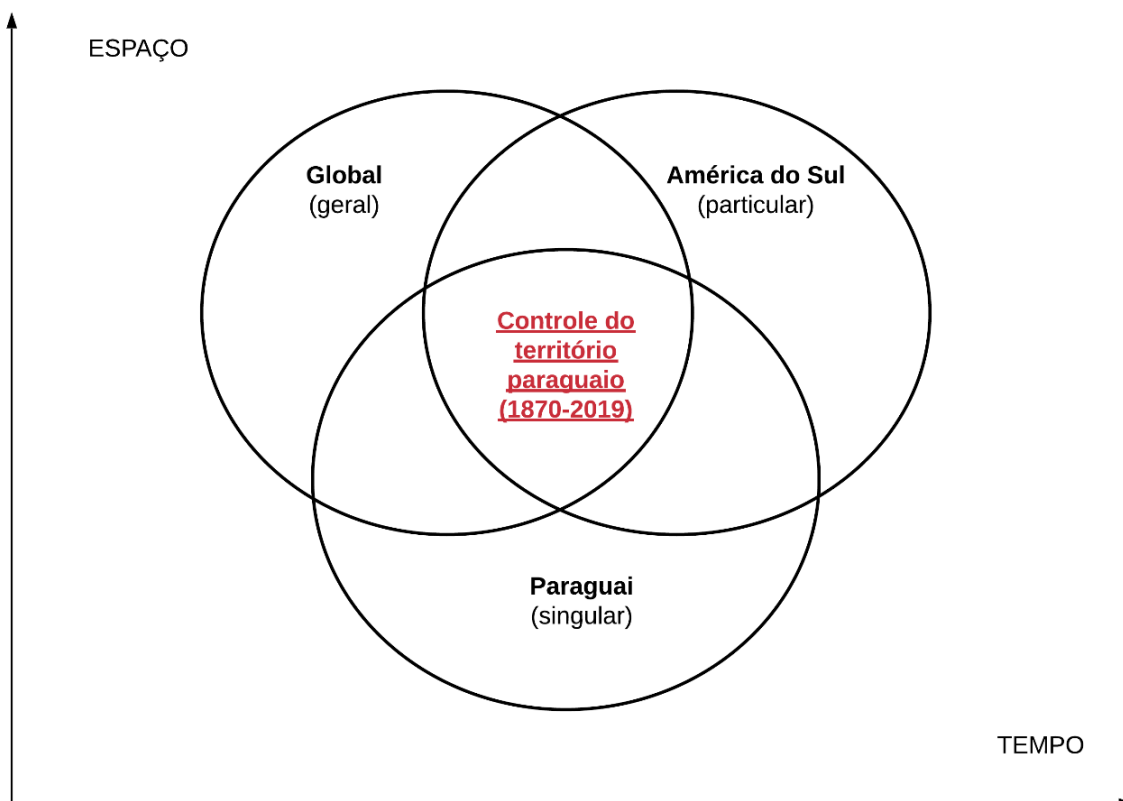 ESPAÇO
Global
(geral)
América do Sul
(particular)
Controle do
território
paraguaio
(1870-2019)
Paraguai
(singular)
TEMPO